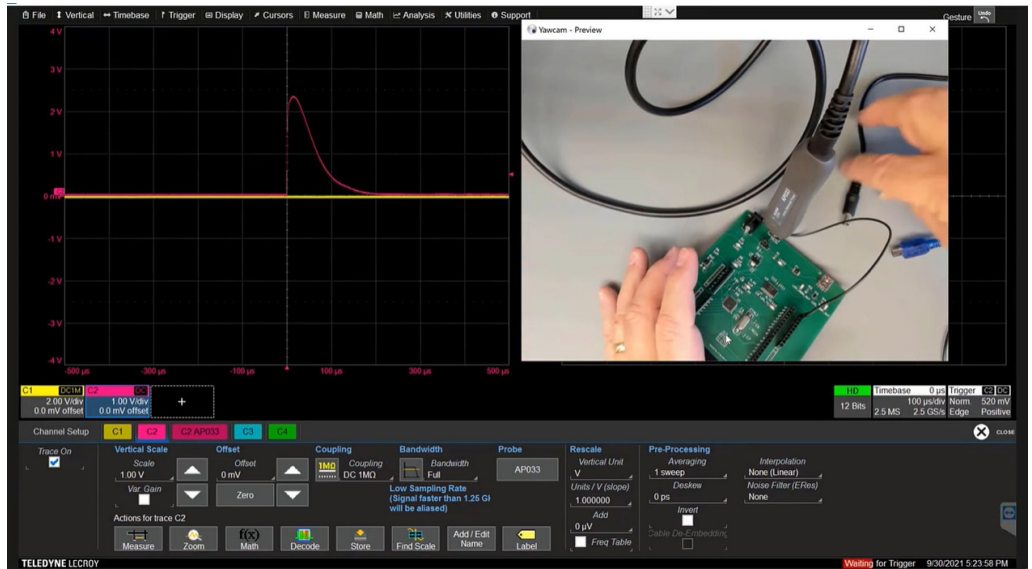 File Vertical Timebase Trigger Display Cursors Measure Math Analysis Utilities Support
Gesture Undo
Yawcam - Preview
4 V
3 V
2 V
1 V
C2
0 mV
-1 V
-2 V
-3 V
-4 V
-500 µs -300 µs -100 µs 100 µs 300 µs 500 µs
C1 DC1M
2.00 V/div
0.0 mV offset
C2 DC
1.00 V/div
0.0 mV offset
+
HD
12 Bits
Timebase 0 µs
100 µs/div
2.5 MS 2.5 GS/s
Trigger C2 DC
Norm. 520 mV
Edge Positive
Channel Setup C1 C2 C2 AP033 C3 C4
CLOSE
Trace On
Vertical Scale
Scale
1.00 V
Var. Gain
Offset
Offset
0 mV
Zero
Coupling
1MΩ
Coupling
DC 1MΩ
Bandwidth
Bandwidth
Full
Low Sampling Rate
(Signal faster than 1.25 GH
will be aliased)
Probe
AP033
Rescale
Vertical Unit
V
Units / V (slope)
1.000000
Add
0 µV
Freq Table
Pre-Processing
Averaging
1 sweep
Deskew
0 ps
Invert
Cable De-Embedding
Interpolation
None (Linear)
Noise Filter (ERes)
None
Actions for trace C2
Measure
Zoom
f(x)
Math
Decode
Store
Find Scale
Add / Edit
Name
Label
TELEDYNE LECROY
Waiting for Trigger 9/30/2021 5:23:58 PM